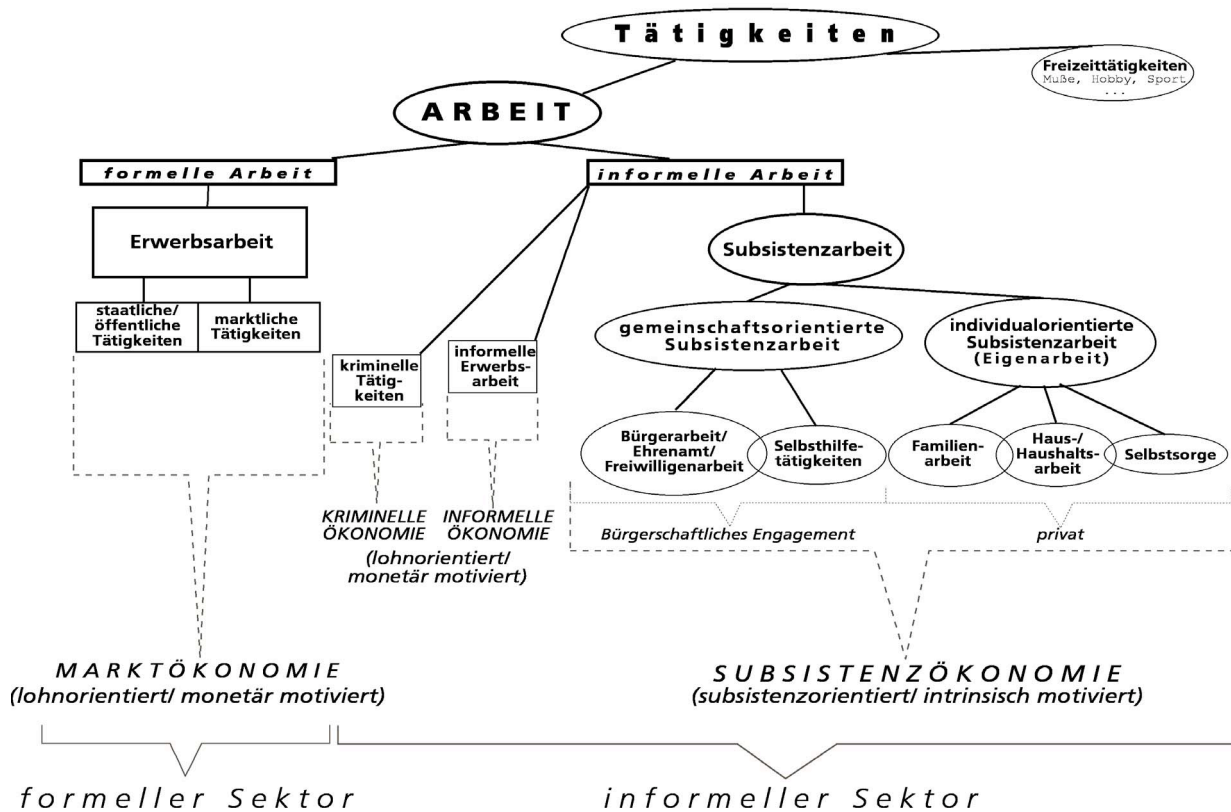 Tätigkeiten
Freizeittätigkeiten
Muße, Hobby, Sport
...
ARBEIT
formelle Arbeit
informelle Arbeit
Erwerbsarbeit
staatliche/
öffentliche
Tätigkeiten
marktliche
Tätigkeiten
kriminelle
Tätig-
keiten
informelle
Erwerbs-
arbeit
Subsistenzarbeit
gemeinschaftsorientierte
Subsistenzarbeit
individualorientierte
Subsistenzarbeit
(Eigenarbeit)
Bürgerarbeit/
Ehrenamt/
Freiwilligenarbeit
Selbsthilfe-
tätigkeiten
Familien-
arbeit
Haus-/
Haushalts-
arbeit
Selbstsorge
KRIMINELLE
ÖKONOMIE
INFORMELLE
ÖKONOMIE
(lohnorientiert/
monetär motiviert)
Bürgerschaftliches Engagement
privat
MARKTÖKONOMIE
(lohnorientiert/ monetär motiviert)
SUBSISTENZÖKONOMIE
(subsistenzorientiert/ intrinsisch motiviert)
formeller Sektor
informeller Sektor